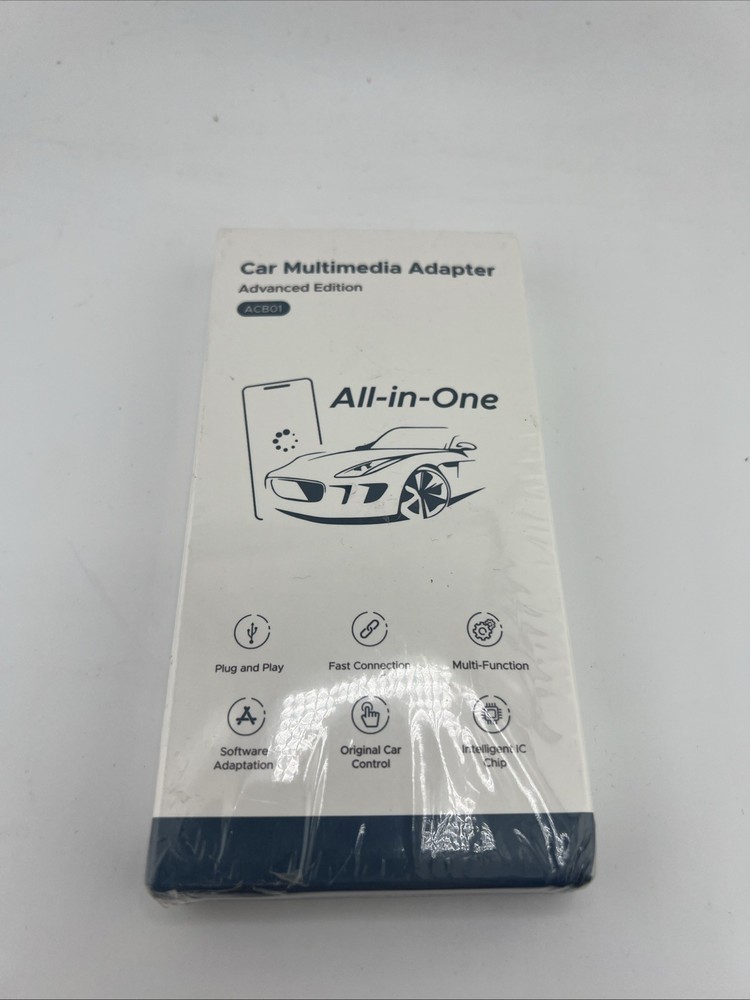 Car Multimedia Adapter
Advanced Edition
ACB01
All-in-One
Plug and Play
Fast Connection
Multi-Function
Software
Adaptation
Original Car
Control
Intelligent IC
Chip